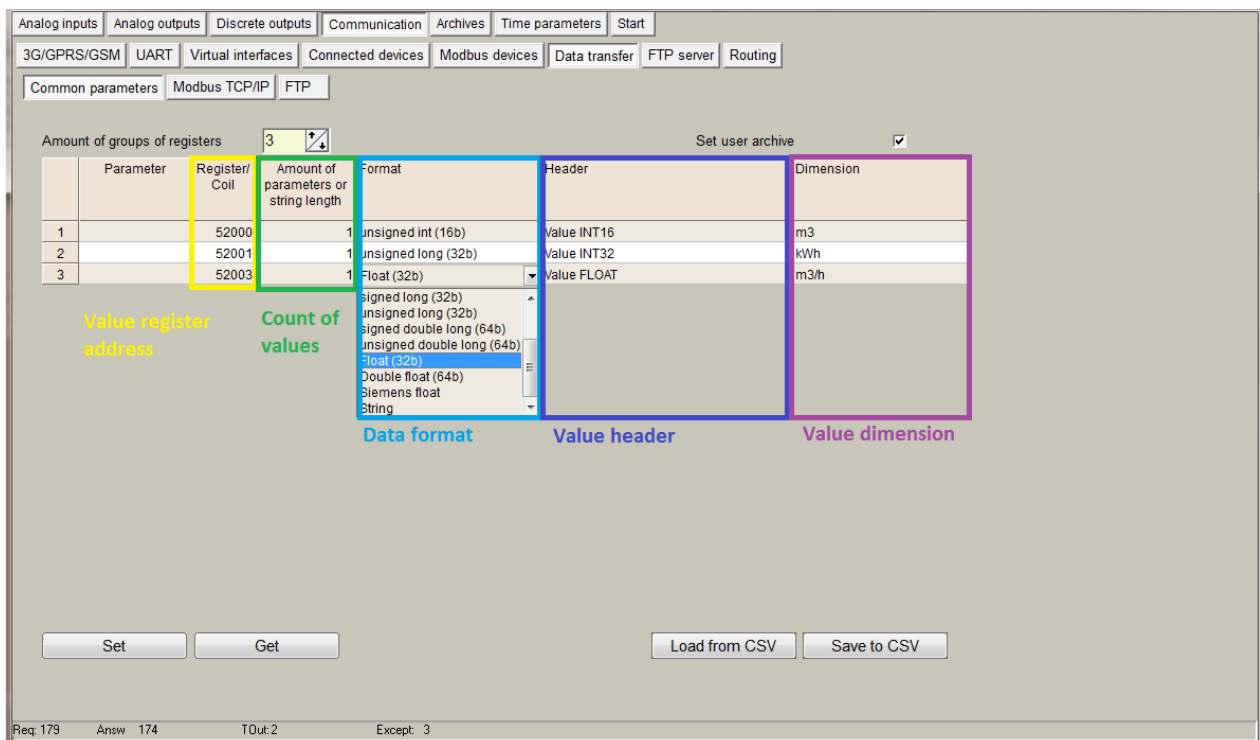 Analog inputs Analog outputs Discrete outputs Communication Archives Time parameters Start
3G/GPRS/GSM UART Virtual interfaces Connected devices Modbus devices Data transfer FTP server Routing
Common parameters Modbus TCP/IP FTP
Amount of groups of registers 3 Set user archive
Parameter Register/ Amount of Format Header Dimension
Coil parameters or
string length
1 52000 1 unsigned int (16b) Value INT16 m3
2 52001 1 unsigned long (32b) Value INT32 kWh
3 52003 1 Float (32b) Value FLOAT m3/h
signed long (32b)
unsigned long (32b)
signed double long (64b)
unsigned double long (64b)
Float (32b)
Double float (64b)
Siemens float
String
Value register
address
Count of
values
Data format
Value header
Value dimension
Set Get Load from CSV Save to CSV
Req: 179 Answ 174 TOut: 2 Except: 3